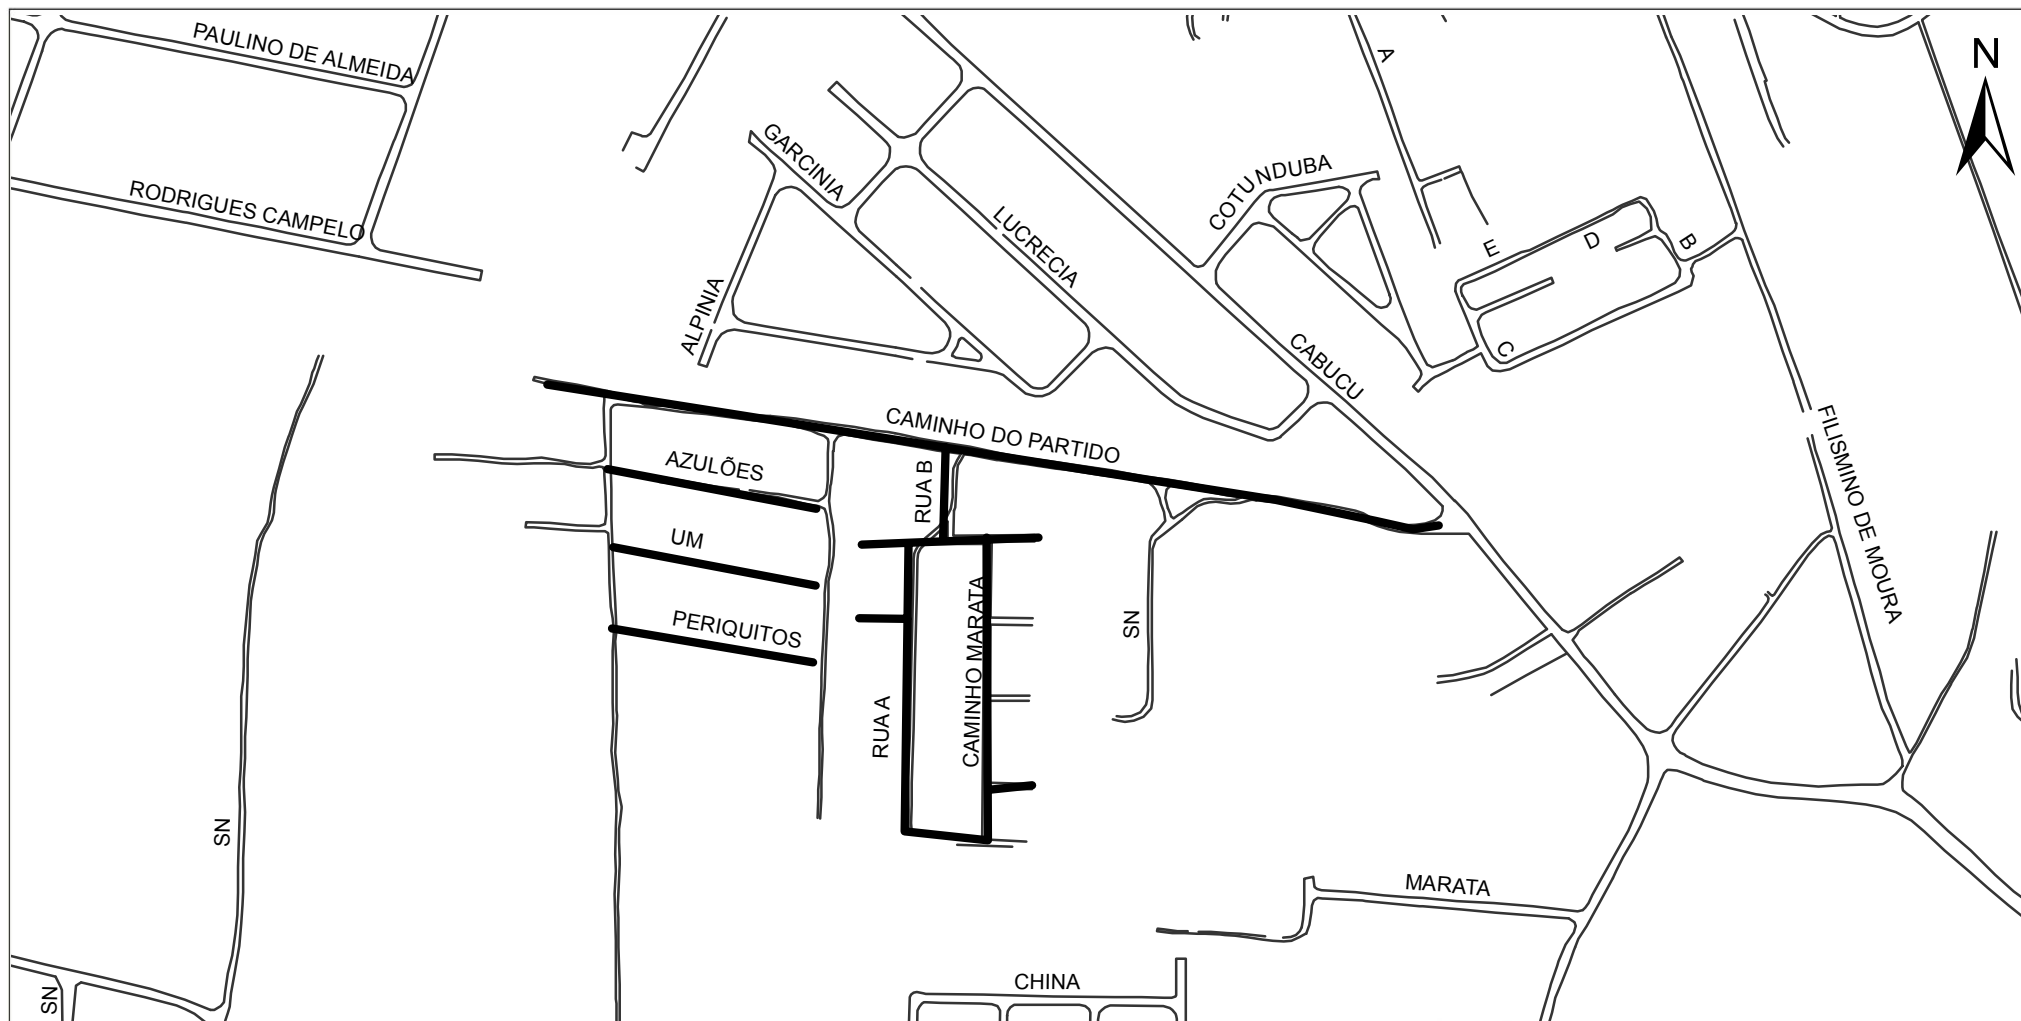 PAULINO DE ALMEIDA
A
N
GARCINIA
COTUNDUBA
RODRIGUES CAMPELO
LUCRECIA
E
D
B
ALPINIA
CABUCU
C
CAMINHO DO PARTIDO
FILISMINO DE MOURA
AZULÕES
RUA B
UM
PERIQUITOS
CAMINHO MARATA
SN
RUA A
SN
MARATA
CHINA
SN